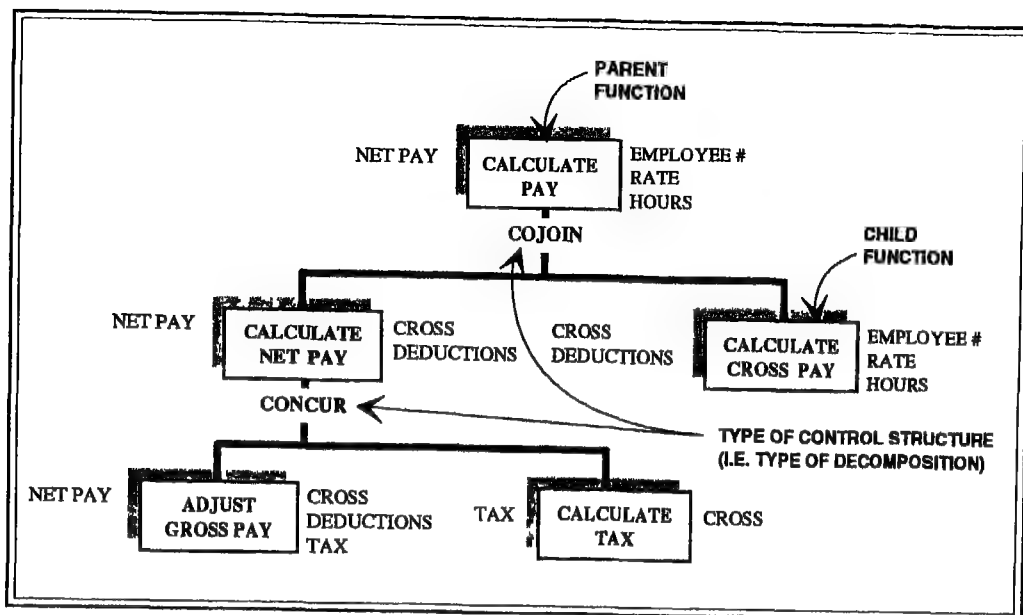 PARENT
FUNCTION
NET PAY
CALCULATE
PAY
EMPLOYEE #
RATE
HOURS
COJOIN
CHILD
FUNCTION
NET PAY
CALCULATE
NET PAY
CROSS
DEDUCTIONS
CROSS
DEDUCTIONS
CALCULATE
CROSS PAY
EMPLOYEE #
RATE
HOURS
CONCUR
TYPE OF CONTROL STRUCTURE
(I.E. TYPE OF DECOMPOSITION)
NET PAY
ADJUST
GROSS PAY
CROSS
DEDUCTIONS
TAX
TAX
CALCULATE
TAX
CROSS